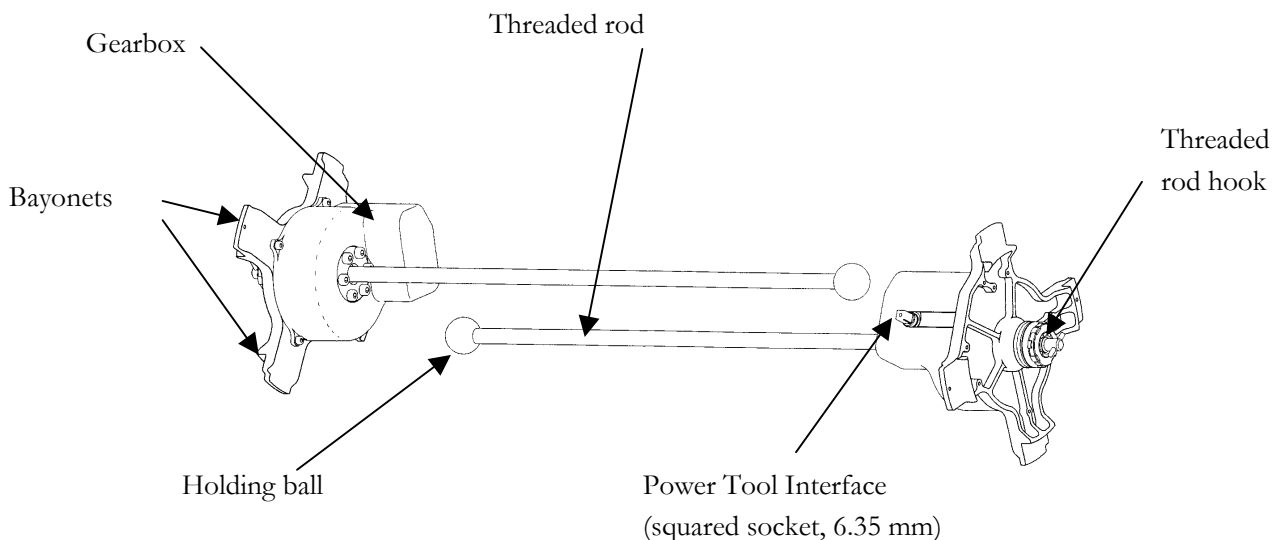 Threaded rod
Gearbox
Threaded
rod hook
Bayonets
Holding ball
Power Tool Interface
(squared socket, 6.35 mm)